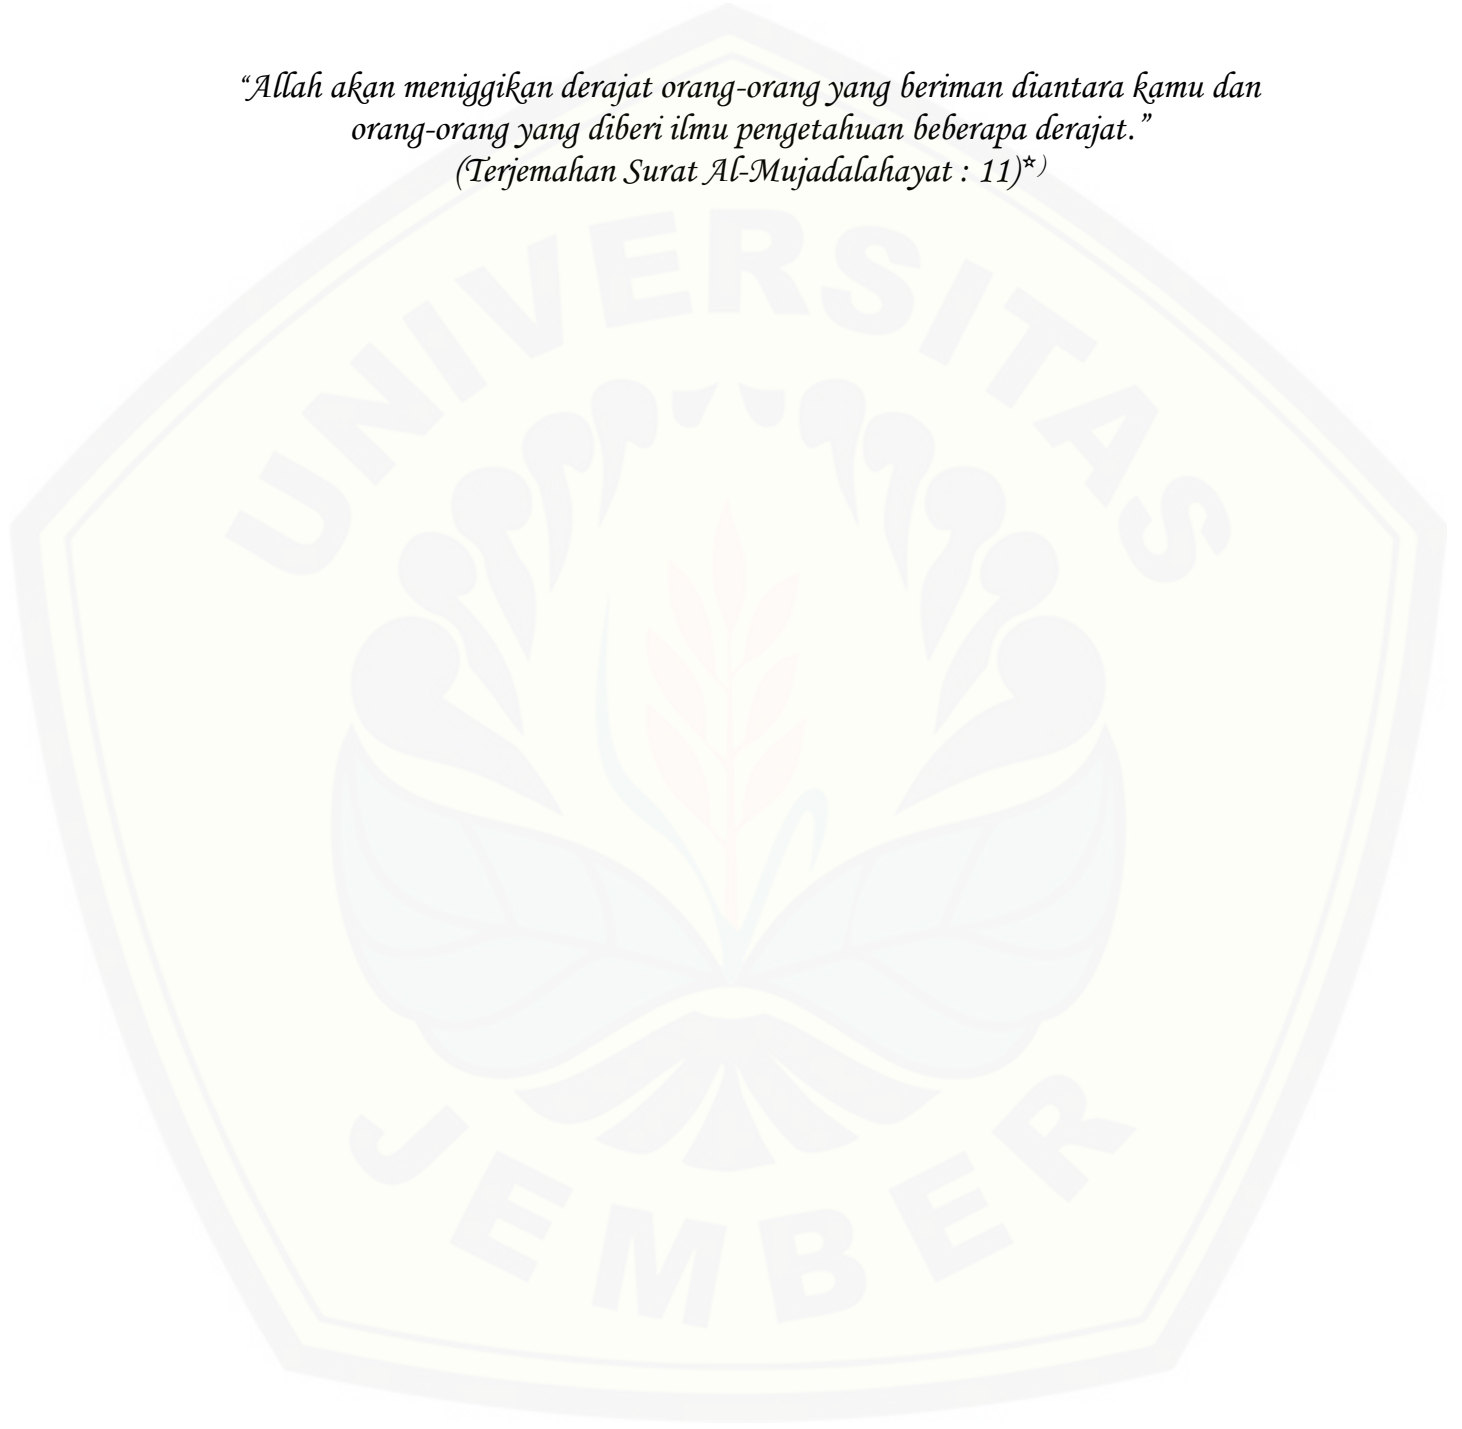 “Allah akan meniggikan derajat orang-orang yang beriman diantara kamu dan
orang-orang yang diberi ilmu pengetahuan beberapa derajat.”
(Terjemahan Surat Al-Mujadalahayat : 11)*)
UNIVERSITAS
JEMBER